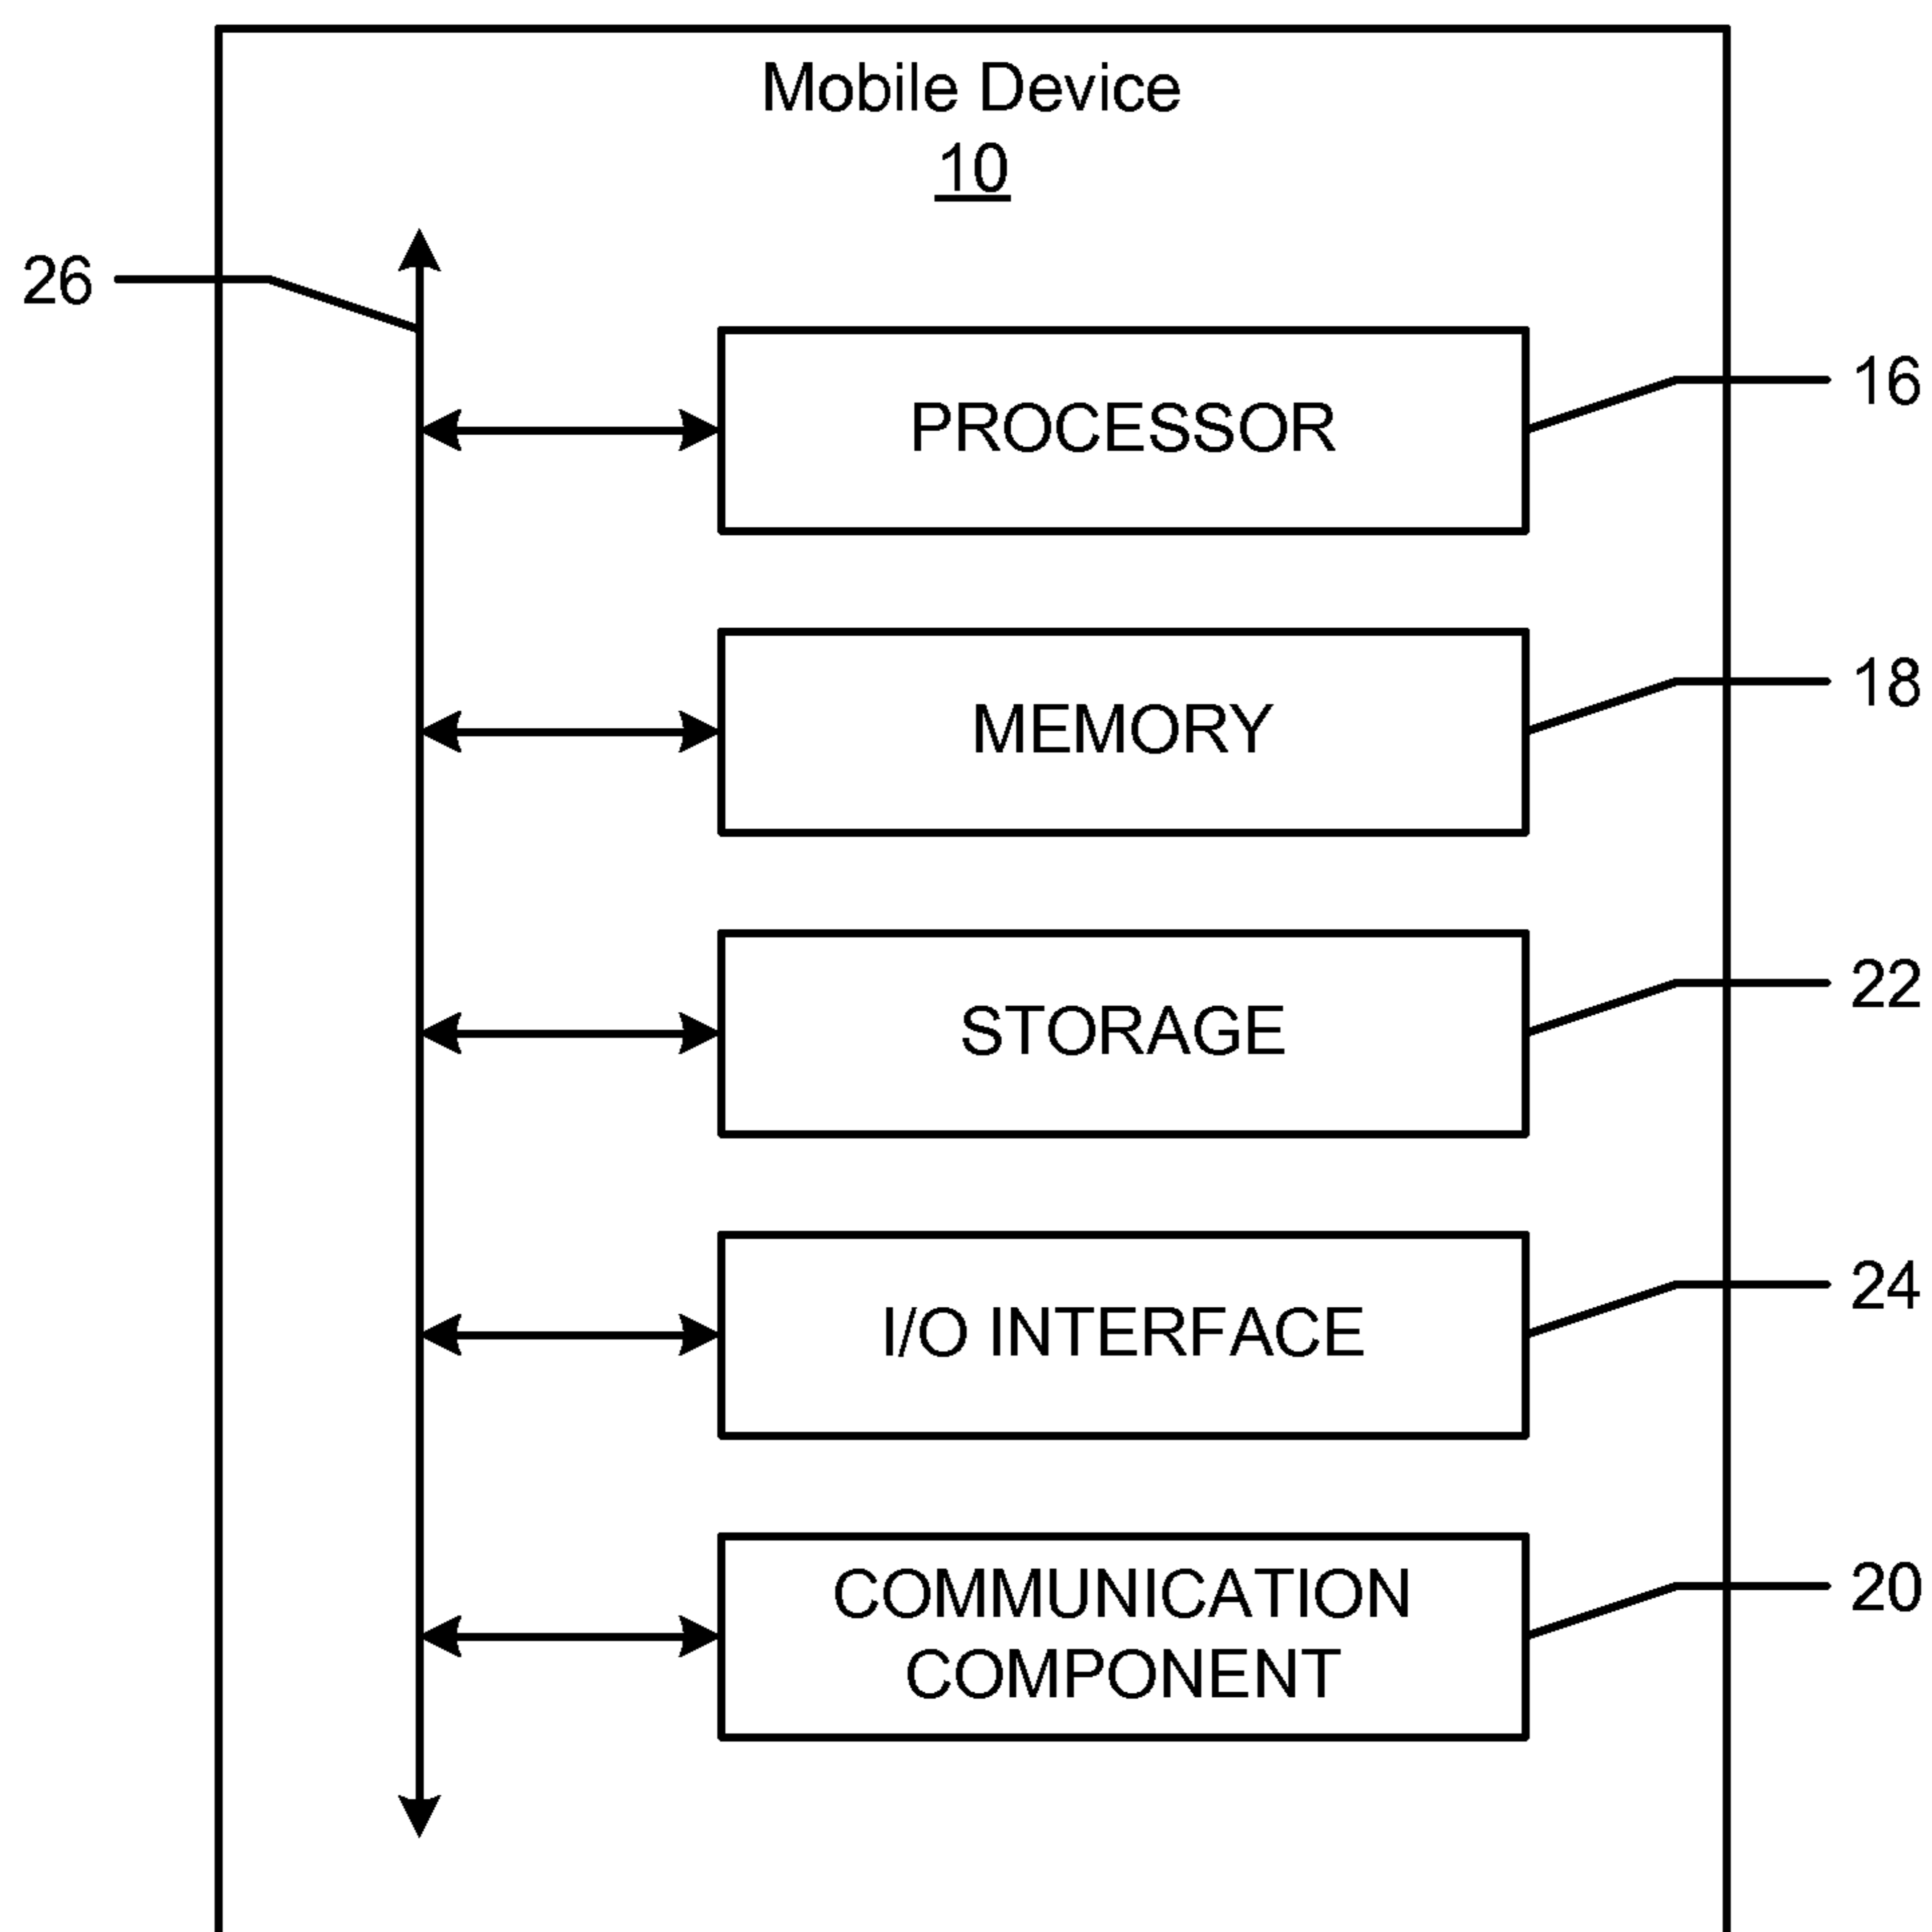 Mobile Device
10
26
PROCESSOR
16
MEMORY
18
STORAGE
22
I/O INTERFACE
24
COMMUNICATION
COMPONENT
20